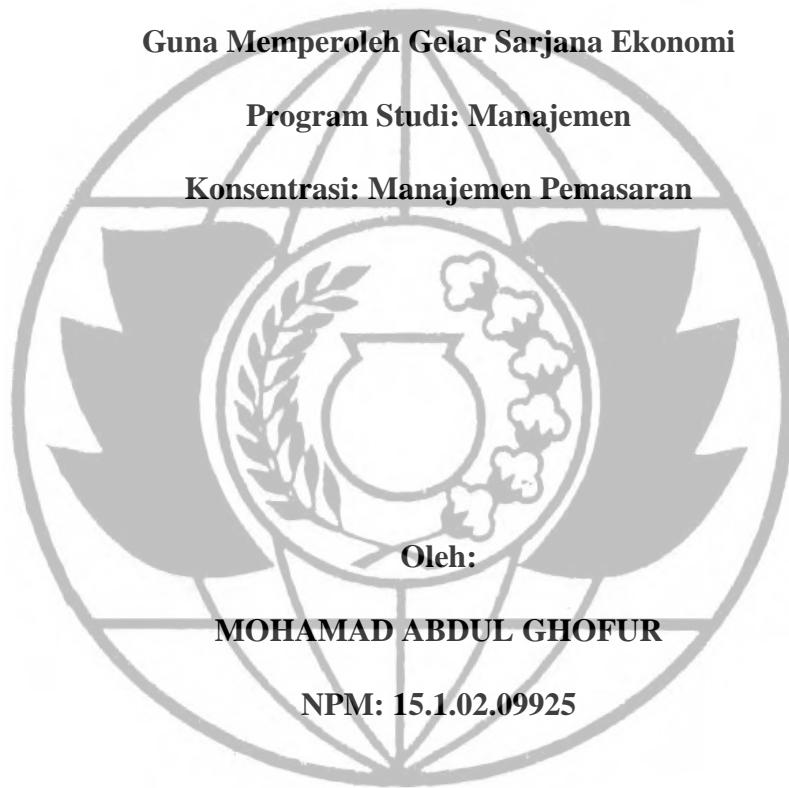 Guna Memperoleh Gelar Sarjana Ekonomi
Program Studi: Manajemen
Konsentrasi: Manajemen Pemasaran
Oleh:
MOHAMAD ABDUL GHOFUR
NPM: 15.1.02.09925